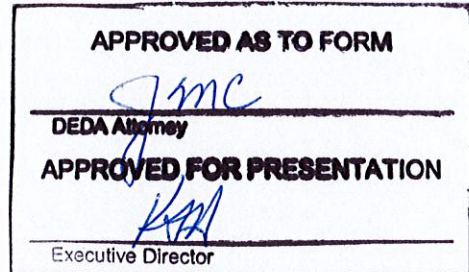 APPROVED AS TO FORM
JMC
DEDA Attorney
APPROVED FOR PRESENTATION
Executive Director